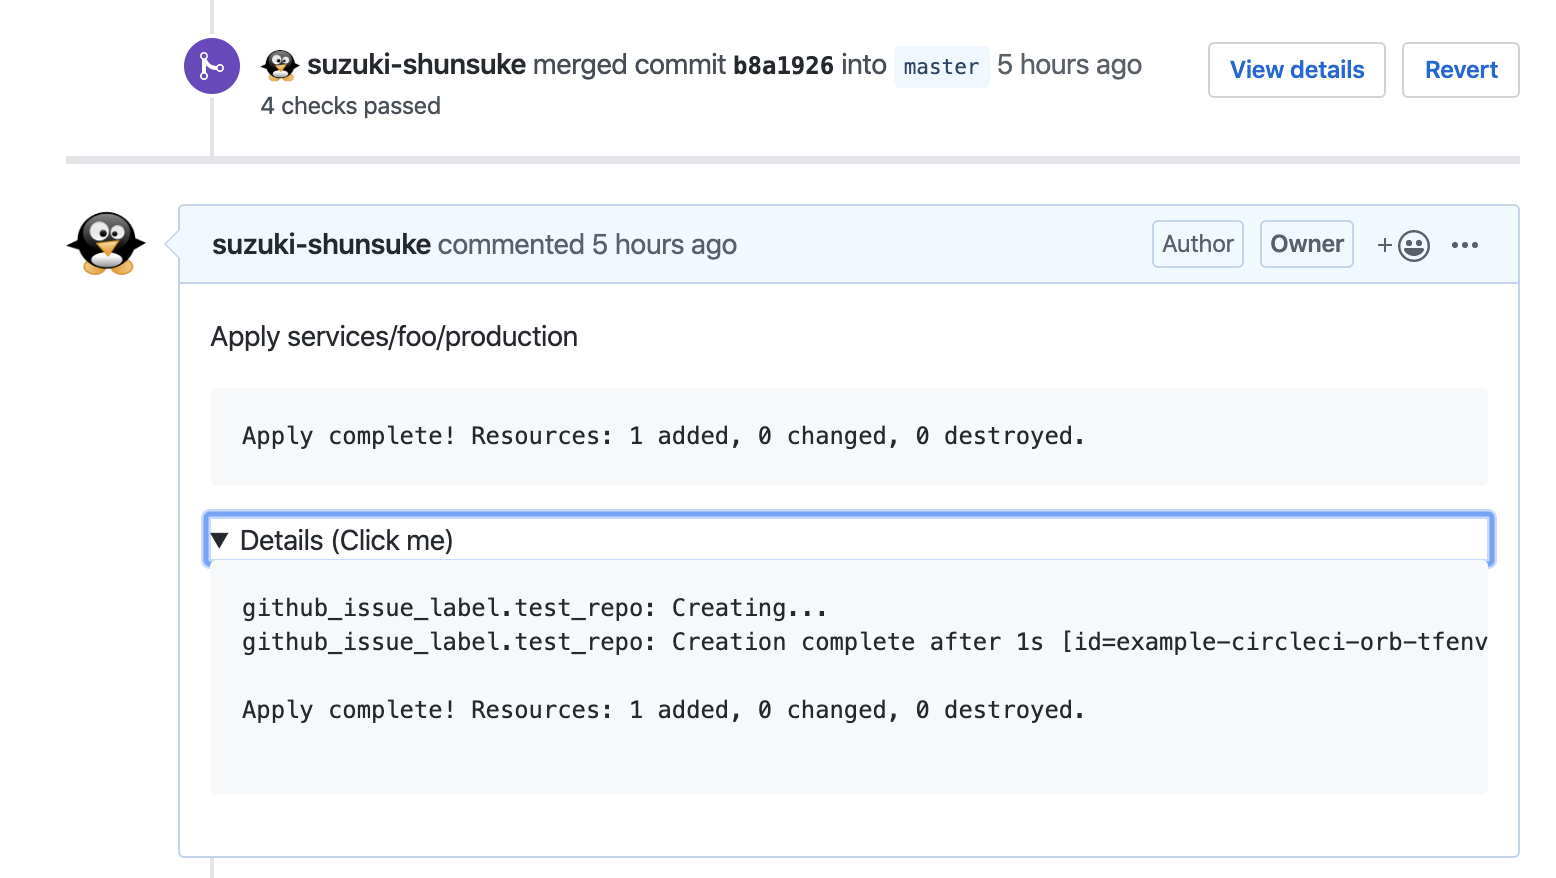 suzuki-shunsuke merged commit b8a1926 into master 5 hours ago
View details
Revert
4 checks passed
suzuki-shunsuke commented 5 hours ago
Author
Owner
+
Apply services/foo/production
Apply complete! Resources: 1 added, 0 changed, 0 destroyed.
Details (Click me)
github_issue_label.test_repo: Creating...
github_issue_label.test_repo: Creation complete after 1s [id=example-circleci-orb-tfenv
Apply complete! Resources: 1 added, 0 changed, 0 destroyed.